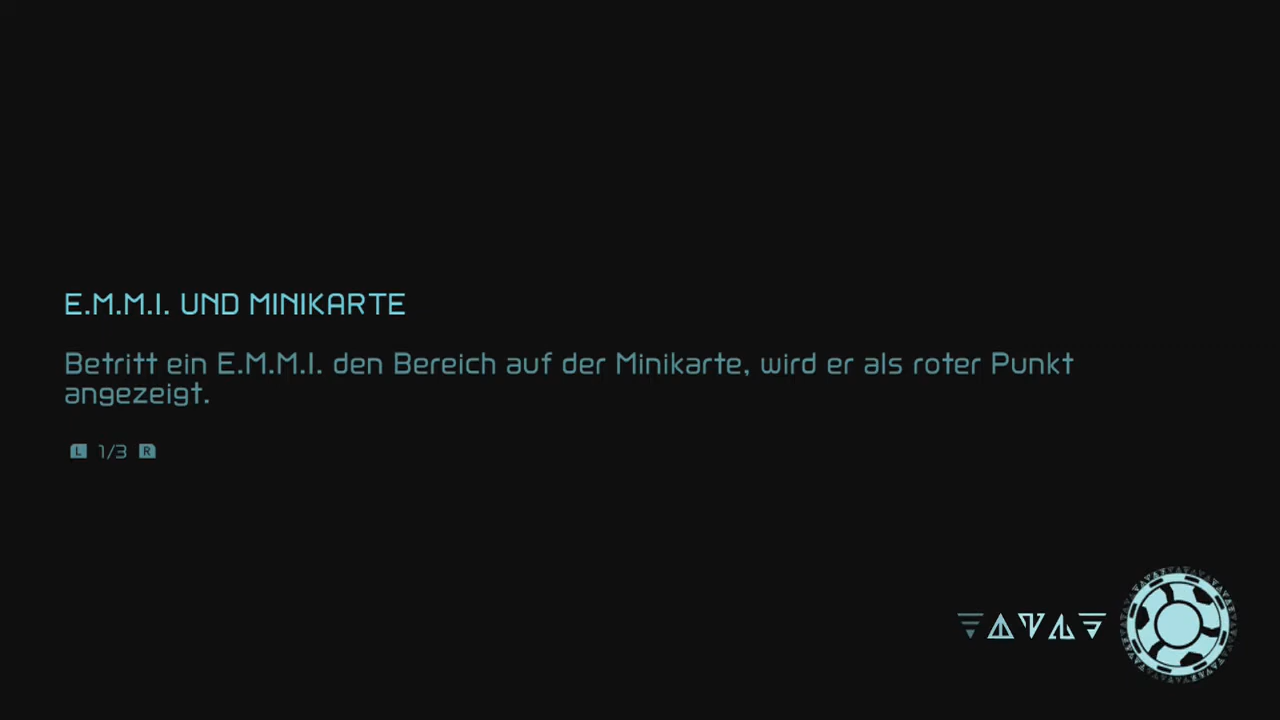 E.M.M.I. UND MINIKARTE
Betritt ein E.M.M.I. den Bereich auf der Minikarte, wird er als roter Punkt
angezeigt.
L 1/3 R